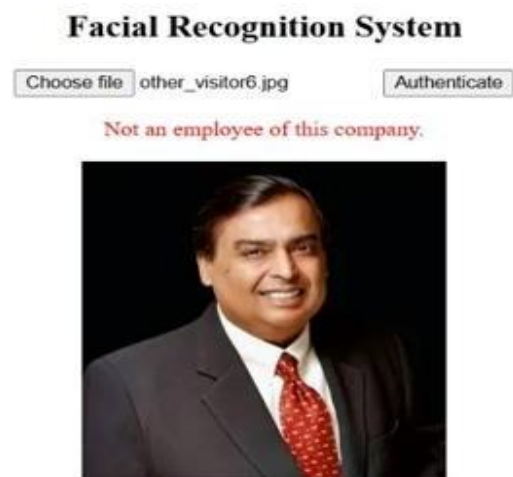 Facial Recognition System
Choose file other_visitor6.jpg Authenticate
Not an employee of this company.